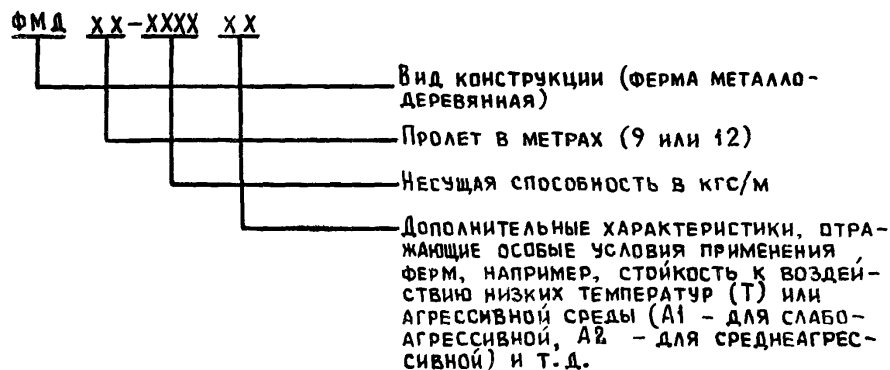 ФМД ХХ-ХХХХ ХХ
Вид конструкции (ферма металло-
деревянная)
Пролет в метрах (9 или 12)
Несущая способность в кгс/м
Дополнительные характеристики, отра-
жающие особые условия применения
ферм, например, стойкость к воздей-
ствию низких температур (Т) или
агрессивной среды (А1 - для слабо-
агрессивной, А2 - для среднеагрес-
сивной) и т.д.